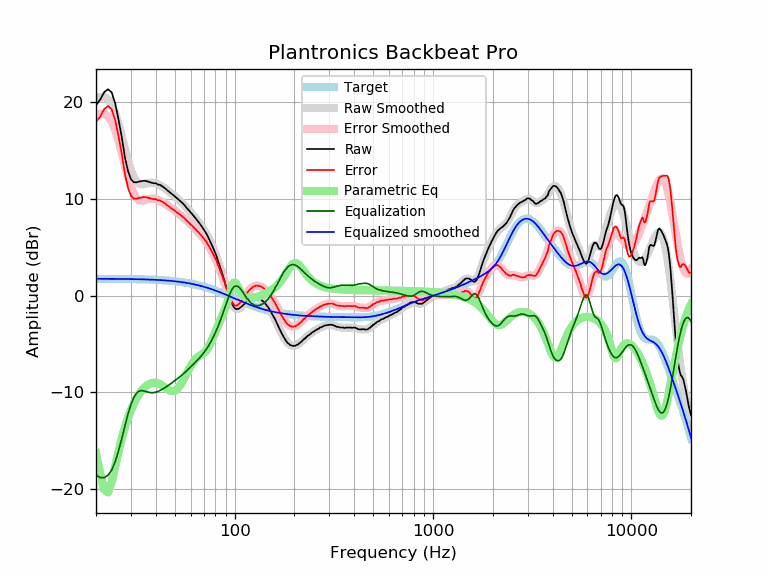 Plantronics Backbeat Pro
Target
Raw Smoothed
Error Smoothed
Raw
Error
Parametric Eq
Equalization
Equalized smoothed
20
10
0
−10
−20
Amplitude (dBr)
100
1000
10000
Frequency (Hz)